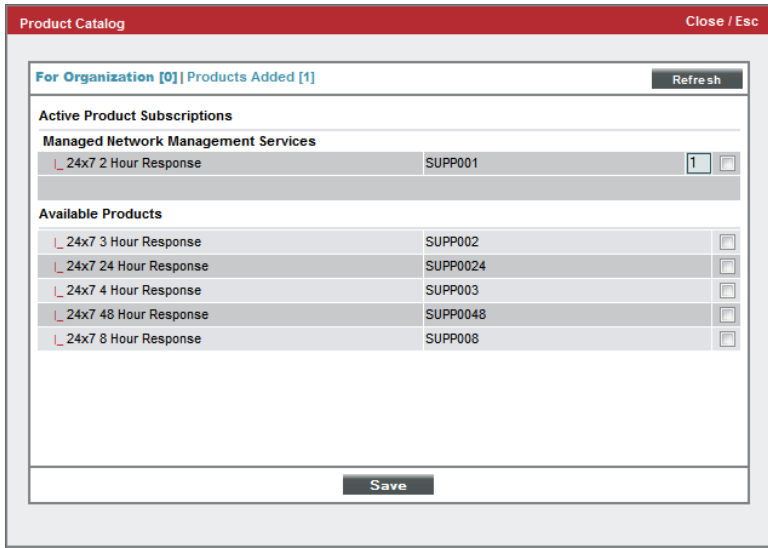 Product Catalog Close / Esc
For Organization [0] | Products Added [1] Refresh
Active Product Subscriptions
Managed Network Management Services
|_ 24x7 2 Hour Response SUPP001 1
Available Products
|_ 24x7 3 Hour Response SUPP002
|_ 24x7 24 Hour Response SUPP0024
|_ 24x7 4 Hour Response SUPP003
|_ 24x7 48 Hour Response SUPP0048
|_ 24x7 8 Hour Response SUPP008
Save